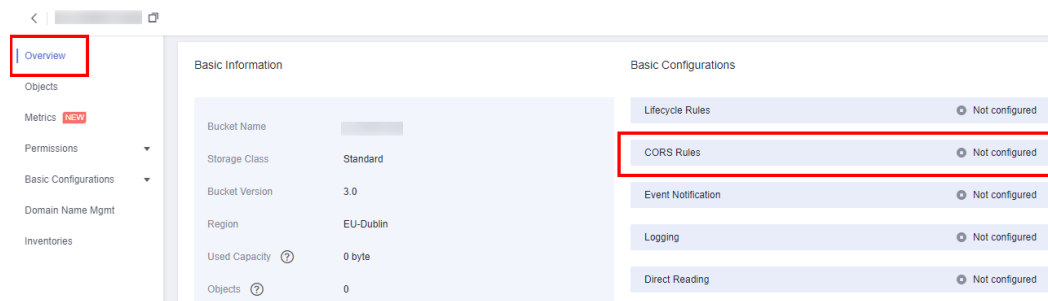 Overview
Objects
Metrics NEW
Permissions
Basic Configurations
Domain Name Mgmt
Inventories
Basic Information
Bucket Name
Storage Class Standard
Bucket Version 3.0
Region EU-Dublin
Used Capacity ? 0 byte
Objects ? 0
Basic Configurations
Lifecycle Rules Not configured
CORS Rules Not configured
Event Notification Not configured
Logging Not configured
Direct Reading Not configured